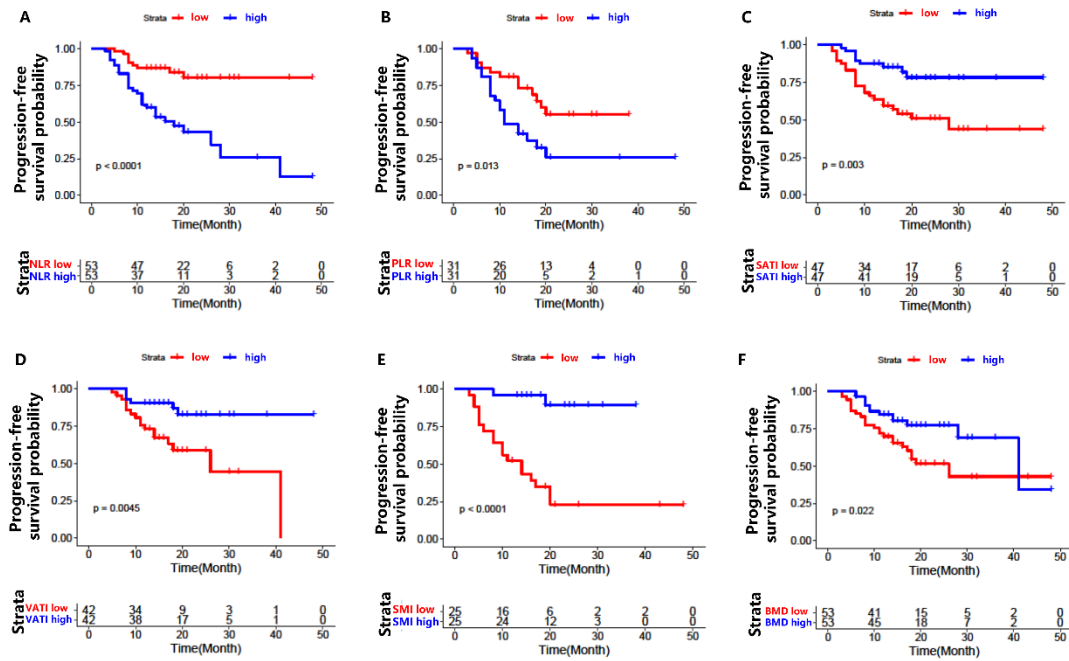 A
Strata low high
Progression-free
survival probability
1.00
0.75
0.50
0.25
0.00
p < 0.0001
0 10 20 30 40 50
Time(Month)
Strata
NLR low 53 47 22 6 2 0
NLR high 53 37 11 3 2 0
0 10 20 30 40 50
Time(Month)
B
Strata low high
Progression-free
survival probability
1.00
0.75
0.50
0.25
0.00
p = 0.013
0 10 20 30 40 50
Time(Month)
Strata
PLR low 31 26 13 4 0 0
PLR high 31 20 5 2 1 0
0 10 20 30 40 50
Time(Month)
C
Strata low high
Progression-free
survival probability
1.00
0.75
0.50
0.25
0.00
p = 0.003
0 10 20 30 40 50
Time(Month)
Strata
SATI low 47 34 17 6 2 0
SATI high 47 41 19 5 1 0
0 10 20 30 40 50
Time(Month)
D
Strata low high
Progression-free
survival probability
1.00
0.75
0.50
0.25
0.00
p = 0.0045
0 10 20 30 40 50
Time(Month)
Strata
VATI low 42 34 9 3 1 0
VATI high 42 38 17 5 1 0
0 10 20 30 40 50
Time(Month)
E
Strata low high
Progression-free
survival probability
1.00
0.75
0.50
0.25
0.00
p < 0.0001
0 10 20 30 40 50
Time(Month)
Strata
SMI low 25 16 6 2 2 0
SMI high 25 24 12 3 0 0
0 10 20 30 40 50
Time(Month)
F
Strata low high
Progression-free
survival probability
1.00
0.75
0.50
0.25
0.00
p = 0.022
0 10 20 30 40 50
Time(Month)
Strata
BMD low 53 41 15 5 2 0
BMD high 53 45 18 7 2 0
0 10 20 30 40 50
Time(Month)